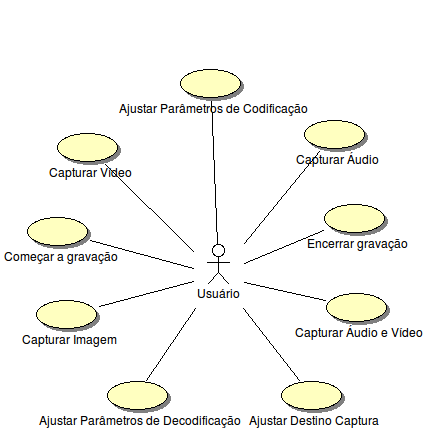 Ajustar Parâmetros de Codificação
Capturar Áudio
Capturar Vídeo
Encerrar gravação
Começar a gravação
Usuário
Capturar Áudio e Vídeo
Capturar Imagem
Ajustar Parâmetros de Decodificação
Ajustar Destino Captura